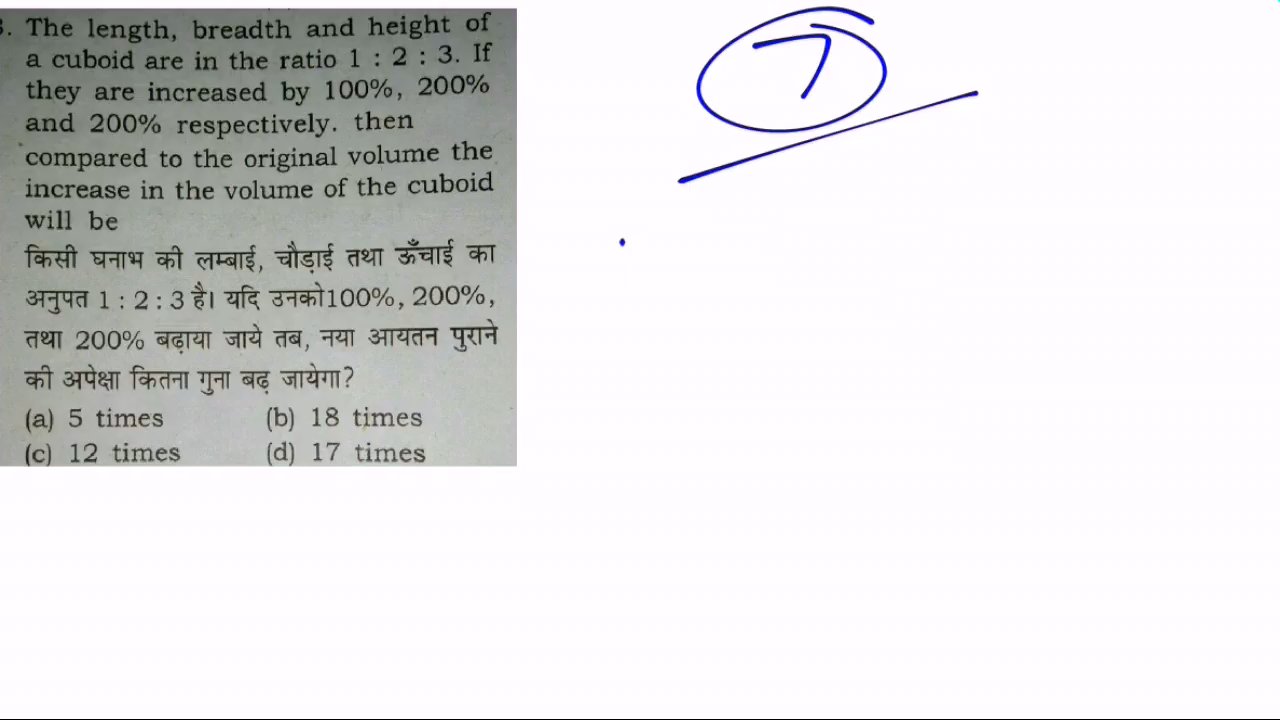 3. The length, breadth and height of
a cuboid are in the ratio 1 : 2 : 3. If
they are increased by 100%, 200%
and 200% respectively. then
compared to the original volume the
increase in the volume of the cuboid
will be
किसी घनाभ की लम्बाई, चौड़ाई तथा ऊँचाई का
अनुपत 1 : 2 : 3 है। यदि उनको100%, 200%,
तथा 200% बढ़ाया जाये तब, नया आयतन पुराने
की अपेक्षा कितना गुना बढ़ जायेगा?
(a) 5 times (b) 18 times
(c) 12 times (d) 17 times
7